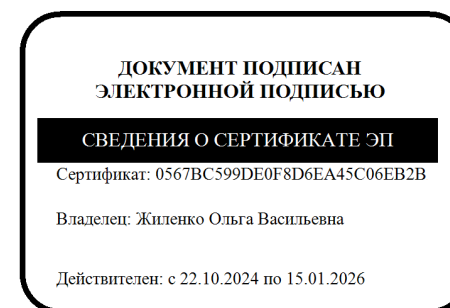 ДОКУМЕНТ ПОДПИСАН
ЭЛЕКТРОННОЙ ПОДПИСЬЮ
СВЕДЕНИЯ О СЕРТИФИКАТЕ ЭП
Сертификат: 0567BC599DE0F8D6EA45C06EB2B
Владелец: Жиленко Ольга Васильевна
Действителен: с 22.10.2024 по 15.01.2026